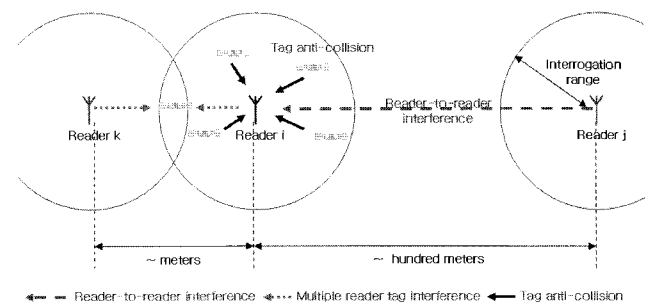 Tag anti-collision
Interrogation
range
Reader-to-reader
interference
Reader k
Reader i
Reader j
~ meters
~ hundred meters
Reader-to-reader interference
Multiple reader tag interference
Tag anti-collision